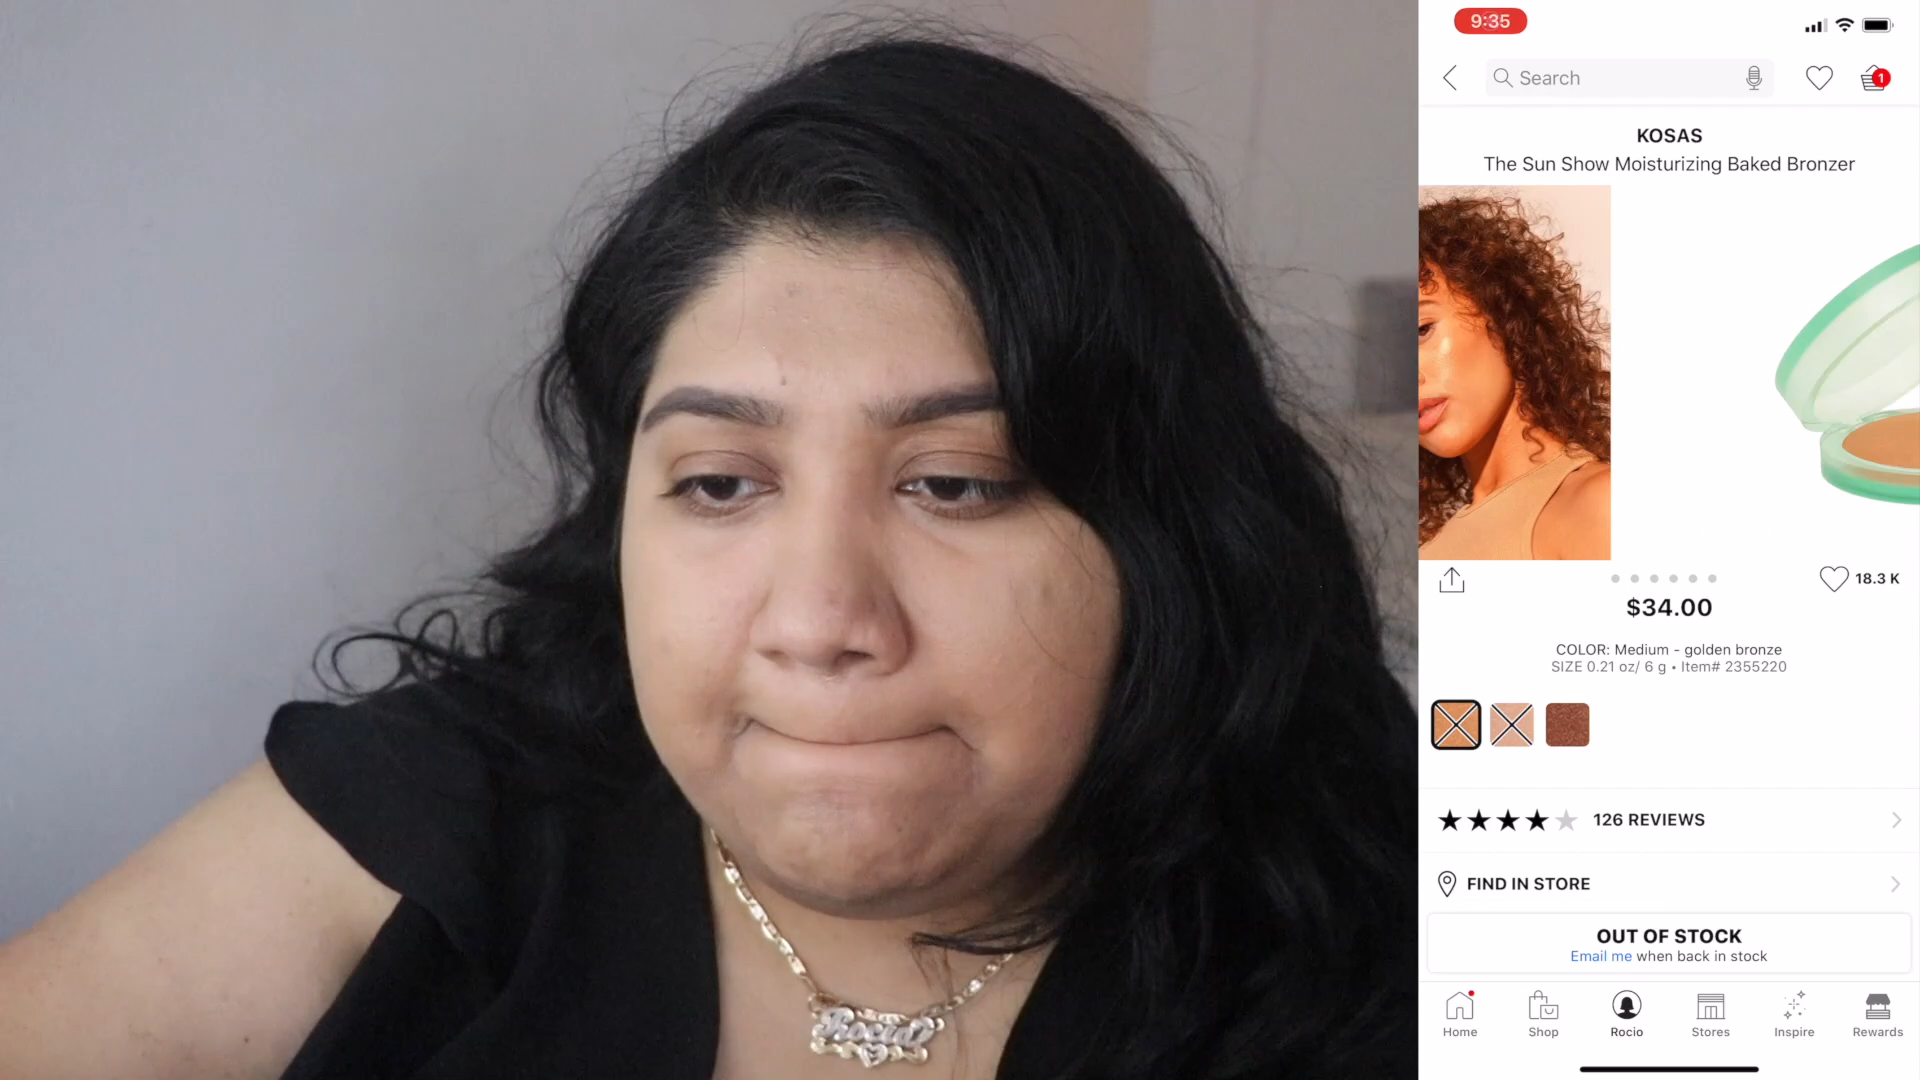 9:35
Search
1
KOSAS
The Sun Show Moisturizing Baked Bronzer
18.3 K
$34.00
COLOR: Medium - golden bronze
SIZE 0.21 oz/ 6 g • Item# 2355220
126 REVIEWS
FIND IN STORE
OUT OF STOCK
Email me when back in stock
Home Shop Rocio Stores Inspire Rewards
Rocio